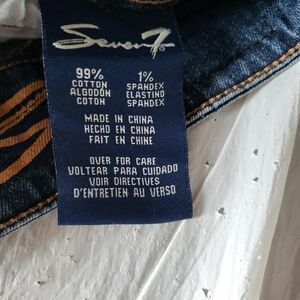 Seven7
99% 1%
COTTON SPANDEX
ALGODÓN ELASTINO
COTON SPANDEX
MADE IN CHINA
HECHO EN CHINA
FAIT EN CHINE
OVER FOR CARE
VOLTEAR PARA CUIDADO
VOIR DIRECTIVES
D'ENTRETIEN AU VERSO